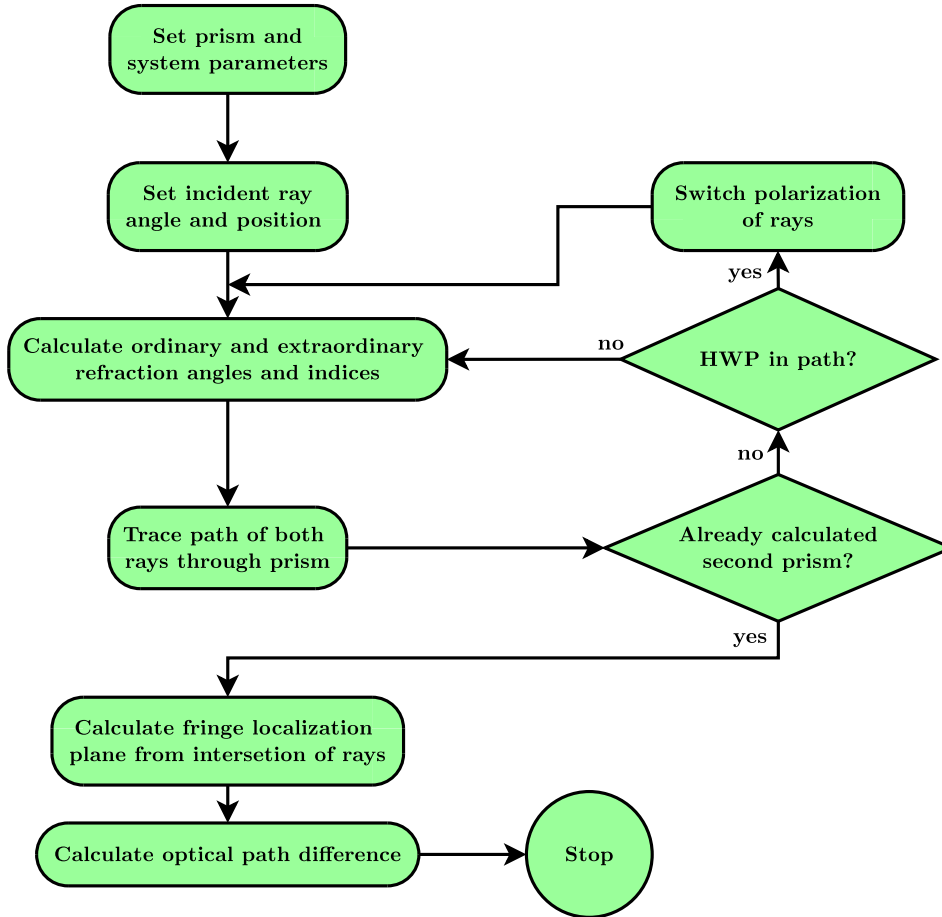 Set prism and
system parameters
Set incident ray
angle and position
Switch polarization
of rays
yes
Calculate ordinary and extraordinary
refraction angles and indices
no
HWP in path?
no
Trace path of both
rays through prism
Already calculated
second prism?
yes
Calculate fringe localization
plane from intersetion of rays
Calculate optical path difference
Stop